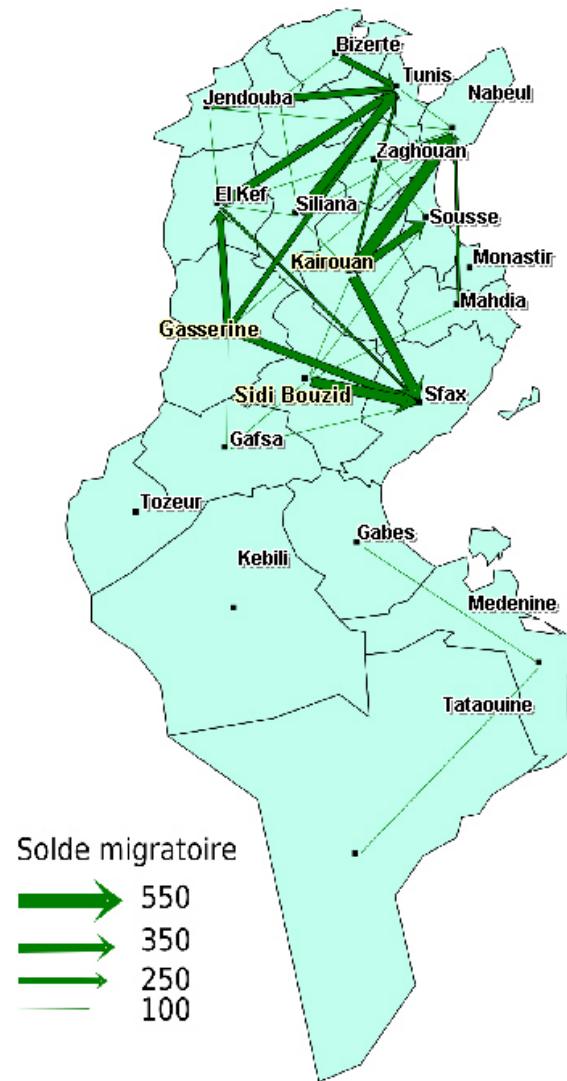 Bizerte
Tunis
Jendouba
Nabeul
Zaghouan
El Kef
Siliana
Sousse
Kairouan
Monastir
Mahdia
Gasserine
Sidi Bouzid
Sfax
Gafsa
Tozeur
Gabes
Kebili
Medenine
Tataouine
Solde migratoire
550
350
250
100